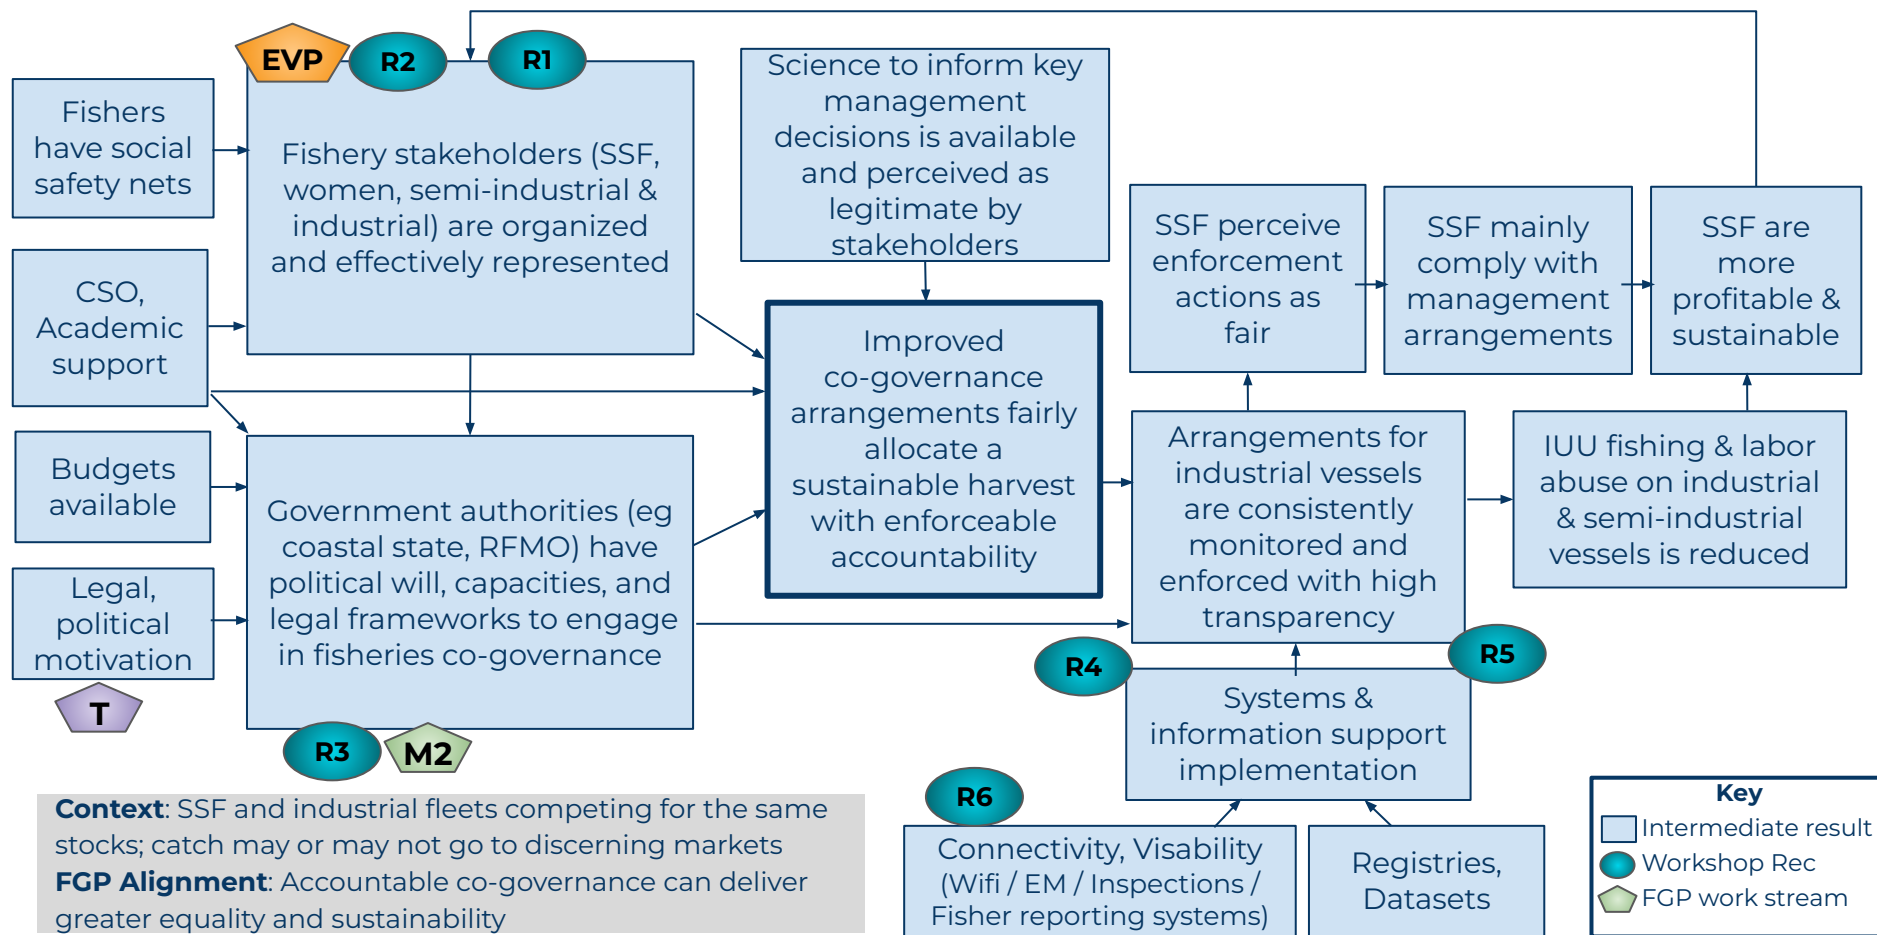 EVP
R2
R1
Fishers
have social
safety nets
Fishery stakeholders (SSF,
women, semi-industrial &
industrial) are organized
and effectively represented
Science to inform key
management
decisions is available
and perceived as
legitimate by
stakeholders
SSF perceive
enforcement
actions as
fair
SSF mainly
comply with
management
arrangements
SSF are
more
profitable &
sustainable
CSO,
Academic
support
Improved
co-governance
arrangements fairly
allocate a
sustainable harvest
with enforceable
accountability
Arrangements for
industrial vessels
are consistently
monitored and
enforced with high
transparency
IUU fishing & labor
abuse on industrial
& semi-industrial
vessels is reduced
Budgets
available
Government authorities (eg
coastal state, RFMO) have
political will, capacities, and
legal frameworks to engage
in fisheries co-governance
Legal,
political
motivation
T
R3
M2
R4
R5
Systems &
information support
implementation
R6
Connectivity, Visability
(Wifi / EM / Inspections /
Fisher reporting systems)
Registries,
Datasets
Context: SSF and industrial fleets competing for the same
stocks; catch may or may not go to discerning markets
FGP Alignment: Accountable co-governance can deliver
greater equality and sustainability
Key
Intermediate result
Workshop Rec
FGP work stream